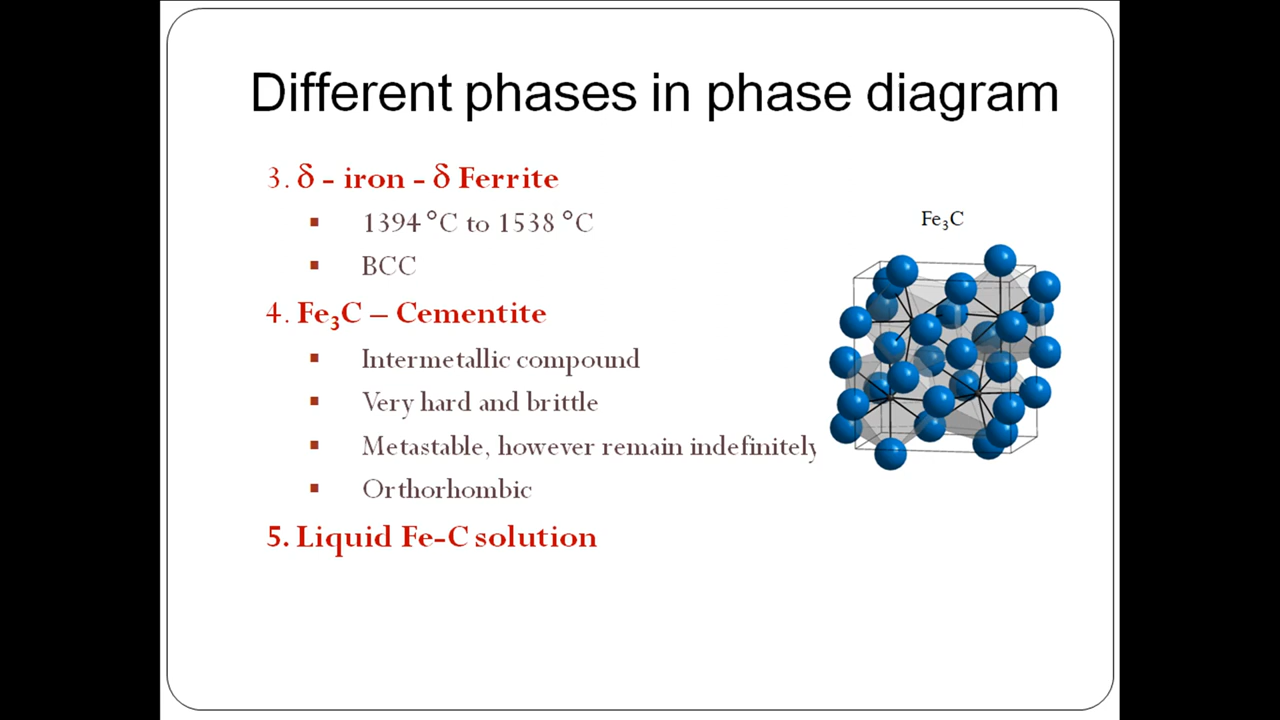 Different phases in phase diagram
3. δ - iron - δ Ferrite
▪ 1394 °C to 1538 °C
▪ BCC
Fe₃C
4. Fe₃C – Cementite
▪ Intermetallic compound
▪ Very hard and brittle
▪ Metastable, however remain indefinitely
▪ Orthorhombic
5. Liquid Fe-C solution